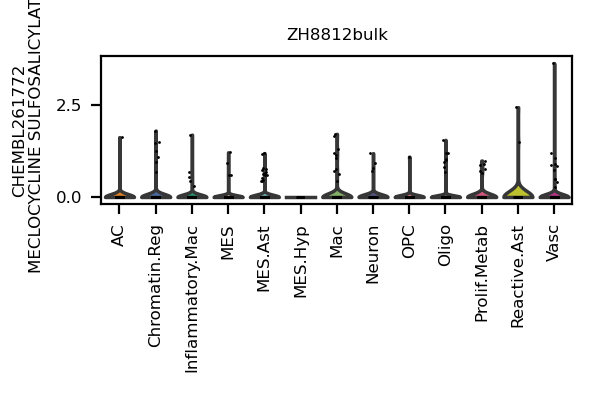 ZH8812bulk
CHEMBL261772
MECLOCYCLINE SULFOSALICYLAT
2.5
0.0
AC
Chromatin.Reg
Inflammatory.Mac
MES
MES.Ast
MES.Hyp
Mac
Neuron
OPC
Oligo
Prolif.Metab
Reactive.Ast
Vasc